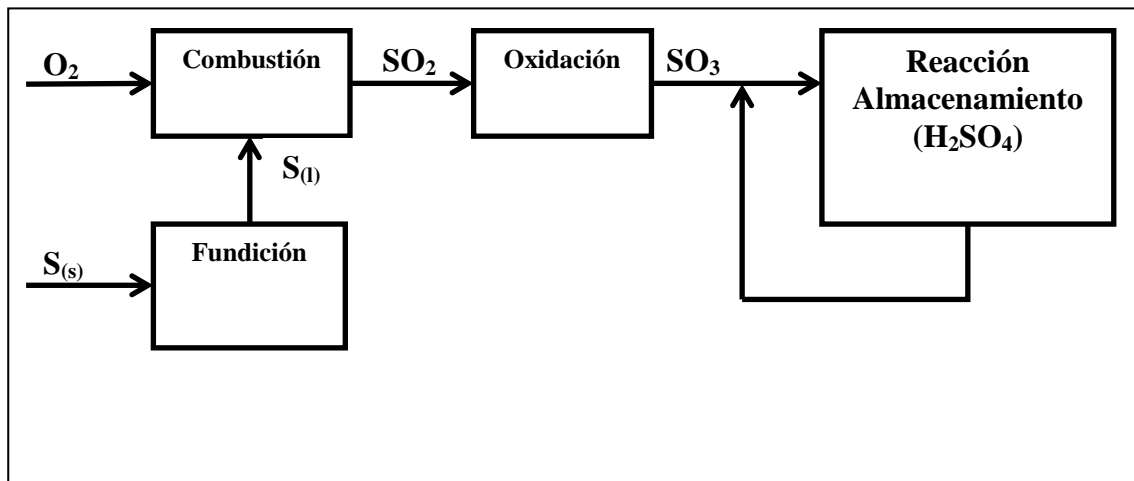 O₂
Combustión
SO₂
Oxidación
SO₃
Reacción
Almacenamiento
(H₂SO₄)
S₍ₗ₎
S₍ₛ₎
Fundición